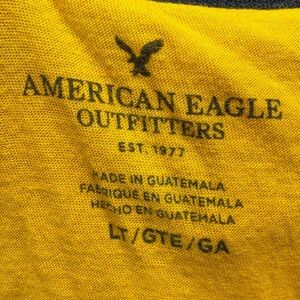 AMERICAN EAGLE
OUTFITTERS
EST. 1977
MADE IN GUATEMALA
FABRIQUÉ EN GUATEMALA
HECHO EN GUATEMALA
LT/GTE/GA